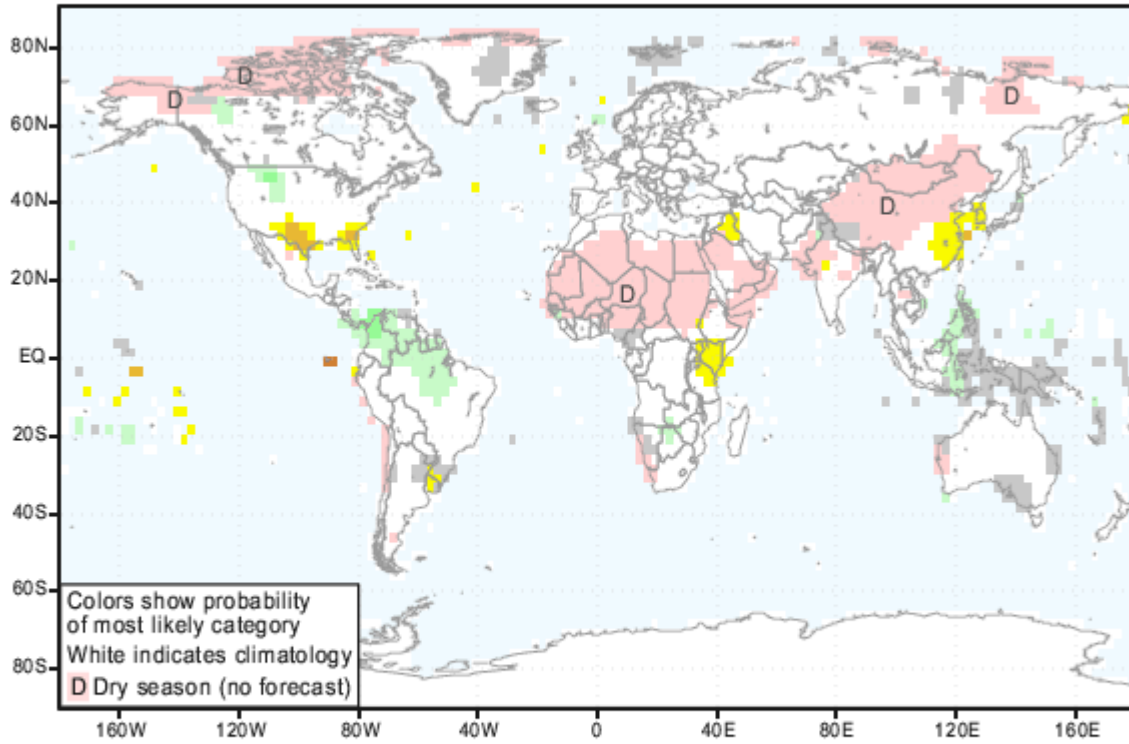 80N
60N
40N
20N
EQ
20S
40S
60S
80S
D
D
D
D
D
Colors show probability
of most likely category
White indicates climatology
D Dry season (no forecast)
160W 120W 80W 40W 0 40E 80E 120E 160E